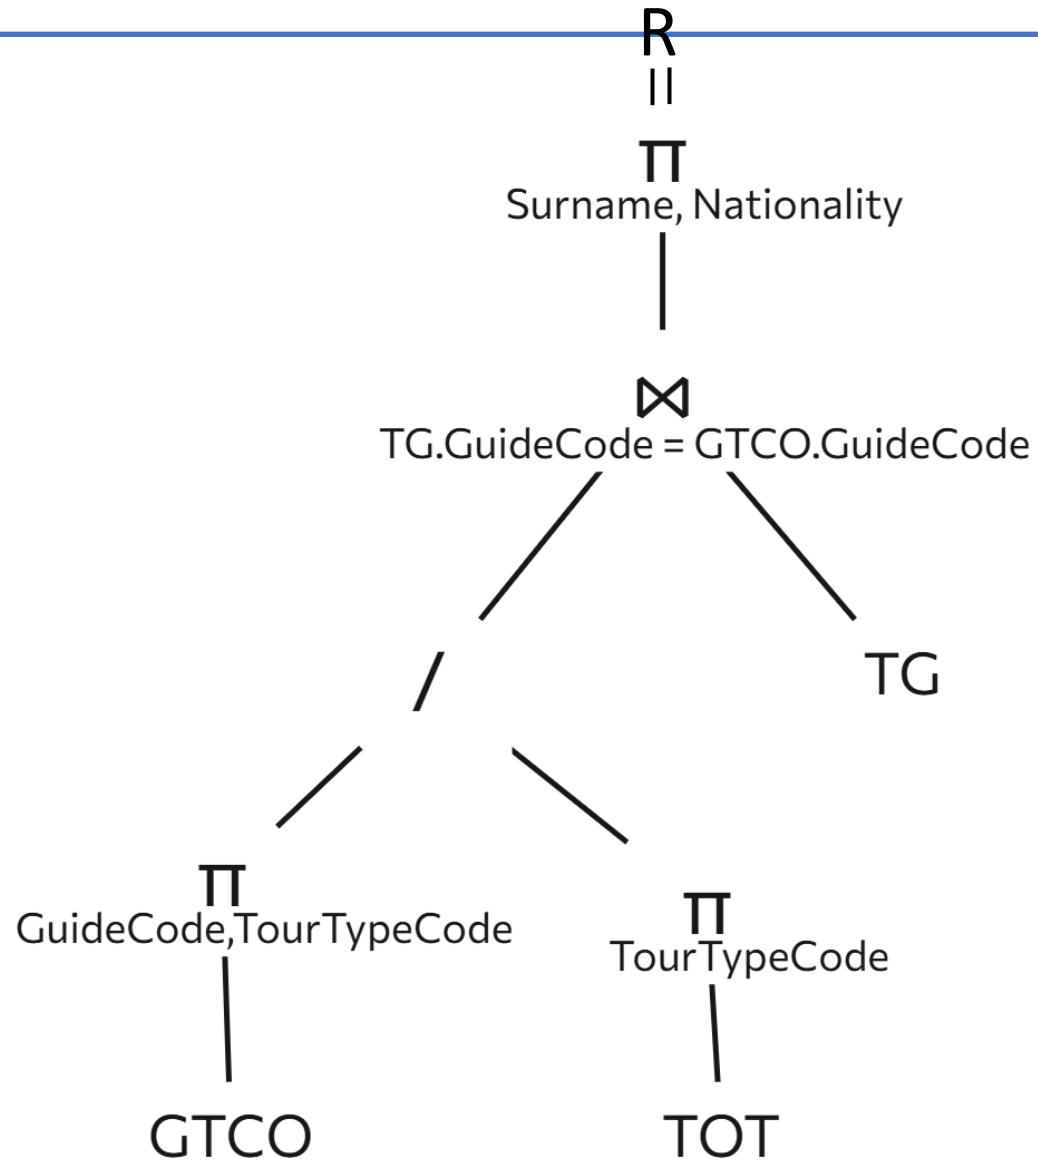 R
=
π
Surname, Nationality
⋈
TG.GuideCode = GTCO.GuideCode
/
TG
π
GuideCode,TourTypeCode
π
TourTypeCode
GTCO
TOT